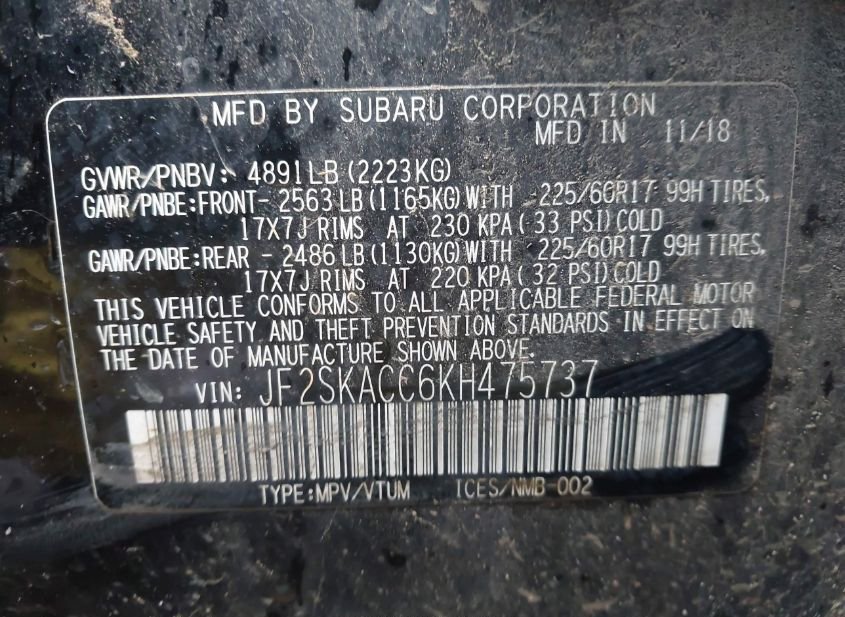 MFD BY SUBARU CORPORATION
MFD IN 11/18
GVWR/PNBV: 4891LB(2223KG)
GAWR/PNBE:FRONT- 2563LB(1165KG)WITH 225/60R17 99H TIRES,
17X7J RIMS AT 230 KPA( 33 PSI)COLD
GAWR/PNBE:REAR - 2486LB(1130KG)WITH 225/60R17 99H TIRES,
17X7J RIMS AT 220 KPA( 32 PSI)COLD
THIS VEHICLE CONFORMS TO ALL APPLICABLE FEDERAL MOTOR
VEHICLE SAFETY AND THEFT PREVENTION STANDARDS IN EFFECT ON
THE DATE OF MANUFACTURE SHOWN ABOVE.
VIN: JF2SKACC6KH475737
TYPE:MPV/VTUM ICES/NMB-002